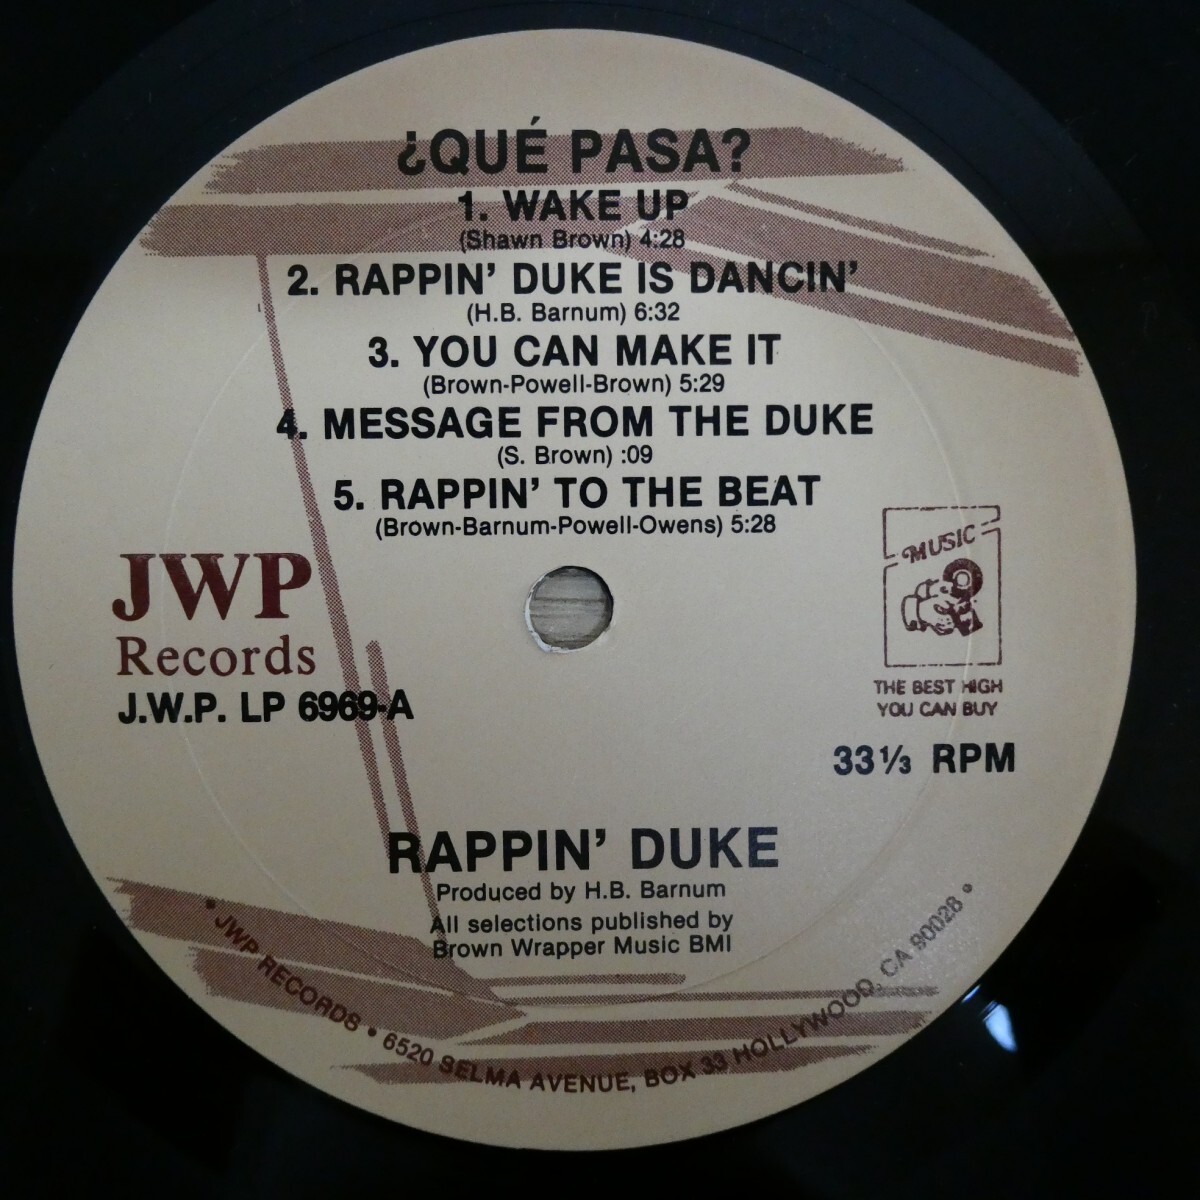 ¿QUÉ PASA?
1. WAKE UP
(Shawn Brown) 4:28
2. RAPPIN' DUKE IS DANCIN'
(H.B. Barnum) 6:32
3. YOU CAN MAKE IT
(Brown-Powell-Brown) 5:29
4. MESSAGE FROM THE DUKE
(S. Brown) :09
5. RAPPIN' TO THE BEAT
(Brown-Barnum-Powell-Owens) 5:28
JWP
Records
J.W.P. LP 6969-A
MUSIC
THE BEST HIGH
YOU CAN BUY
33 1/3 RPM
RAPPIN' DUKE
Produced by H.B. Barnum
All selections published by
Brown Wrapper Music BMI
• JWP RECORDS • 6520 SELMA AVENUE, BOX 33 HOLLYWOOD, CA 90028 •